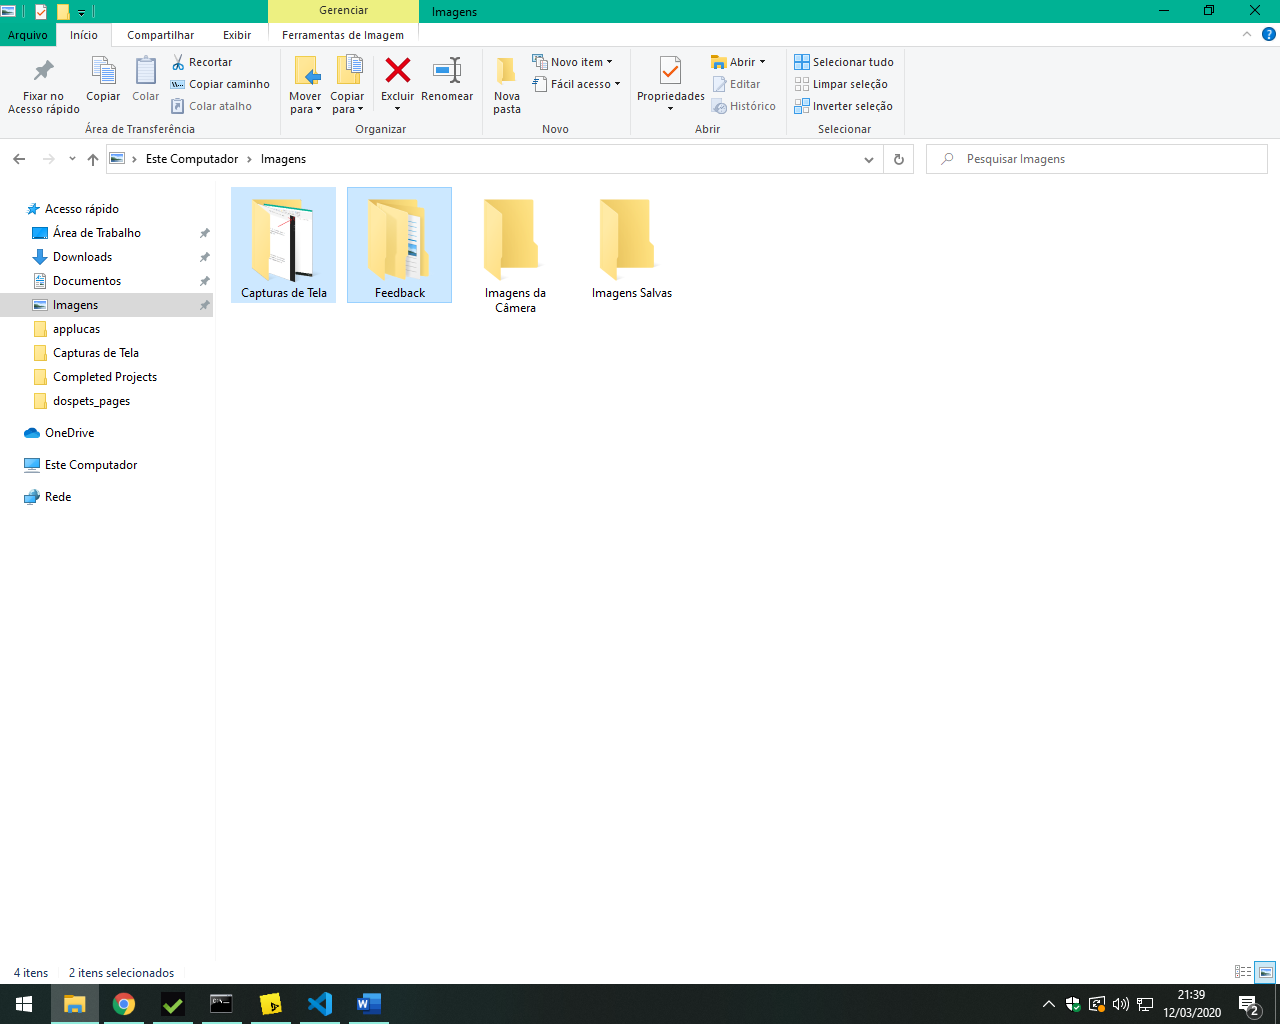 Gerenciar
Imagens
Arquivo
Início
Compartilhar
Exibir
Ferramentas de Imagem
Fixar no
Acesso rápido
Copiar
Colar
Recortar
Copiar caminho
Colar atalho
Área de Transferência
Mover
para
Copiar
para
Excluir
Renomear
Organizar
Nova
pasta
Novo item
Fácil acesso
Novo
Propriedades
Abrir
Editar
Histórico
Abrir
Selecionar tudo
Limpar seleção
Inverter seleção
Selecionar
Este Computador
Imagens
Pesquisar Imagens
Acesso rápido
Área de Trabalho
Downloads
Documentos
Imagens
applucas
Capturas de Tela
Completed Projects
dospets_pages
OneDrive
Este Computador
Rede
Capturas de Tela
Feedback
Imagens da
Câmera
Imagens Salvas
4 itens
2 itens selecionados
21:39
12/03/2020
2